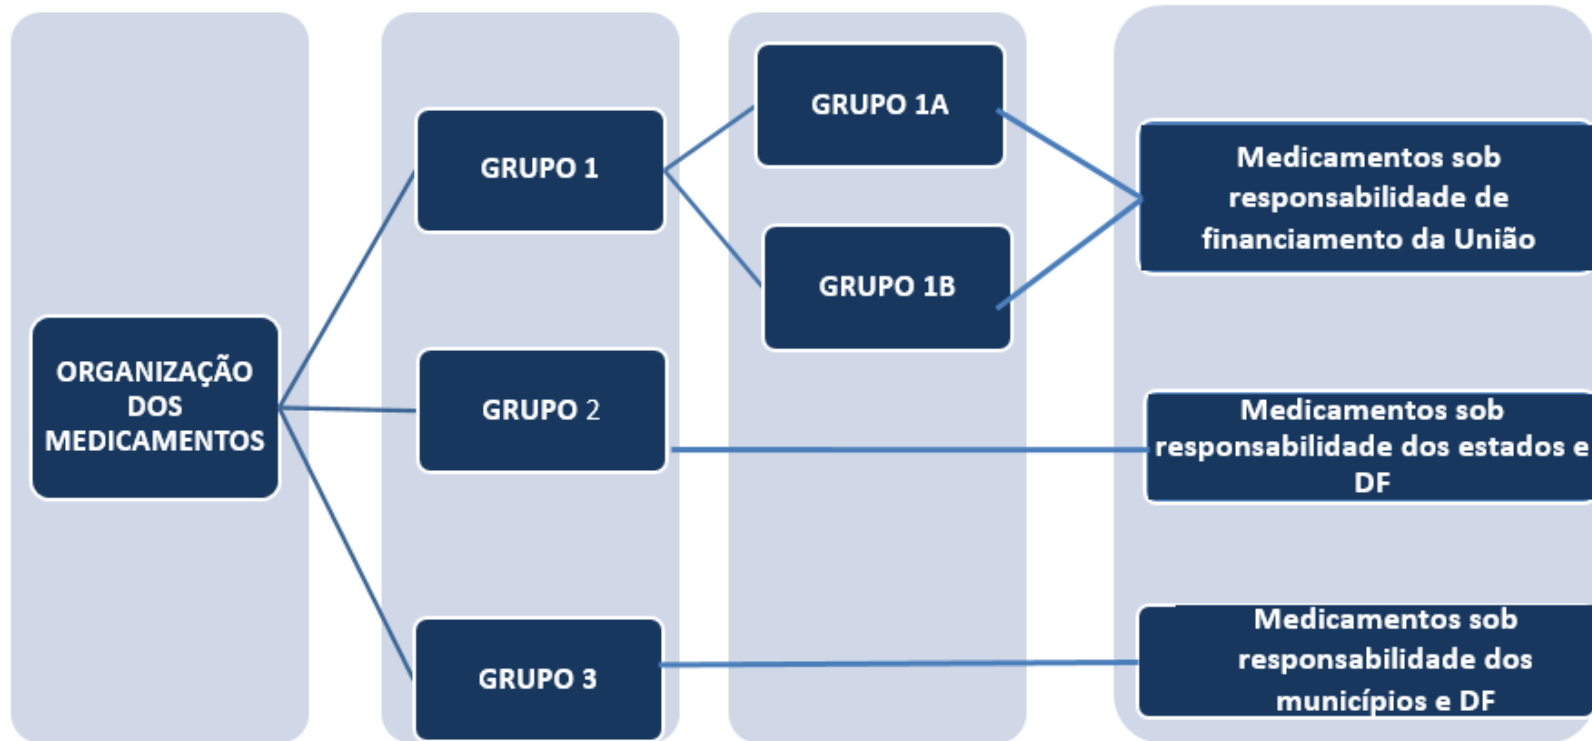 ORGANIZAÇÃO
DOS
MEDICAMENTOS
GRUPO 1
GRUPO 2
GRUPO 3
GRUPO 1A
GRUPO 1B
Medicamentos sob
responsabilidade de
financiamento da União
Medicamentos sob
responsabilidade dos estados e
DF
Medicamentos sob
responsabilidade dos
municípios e DF